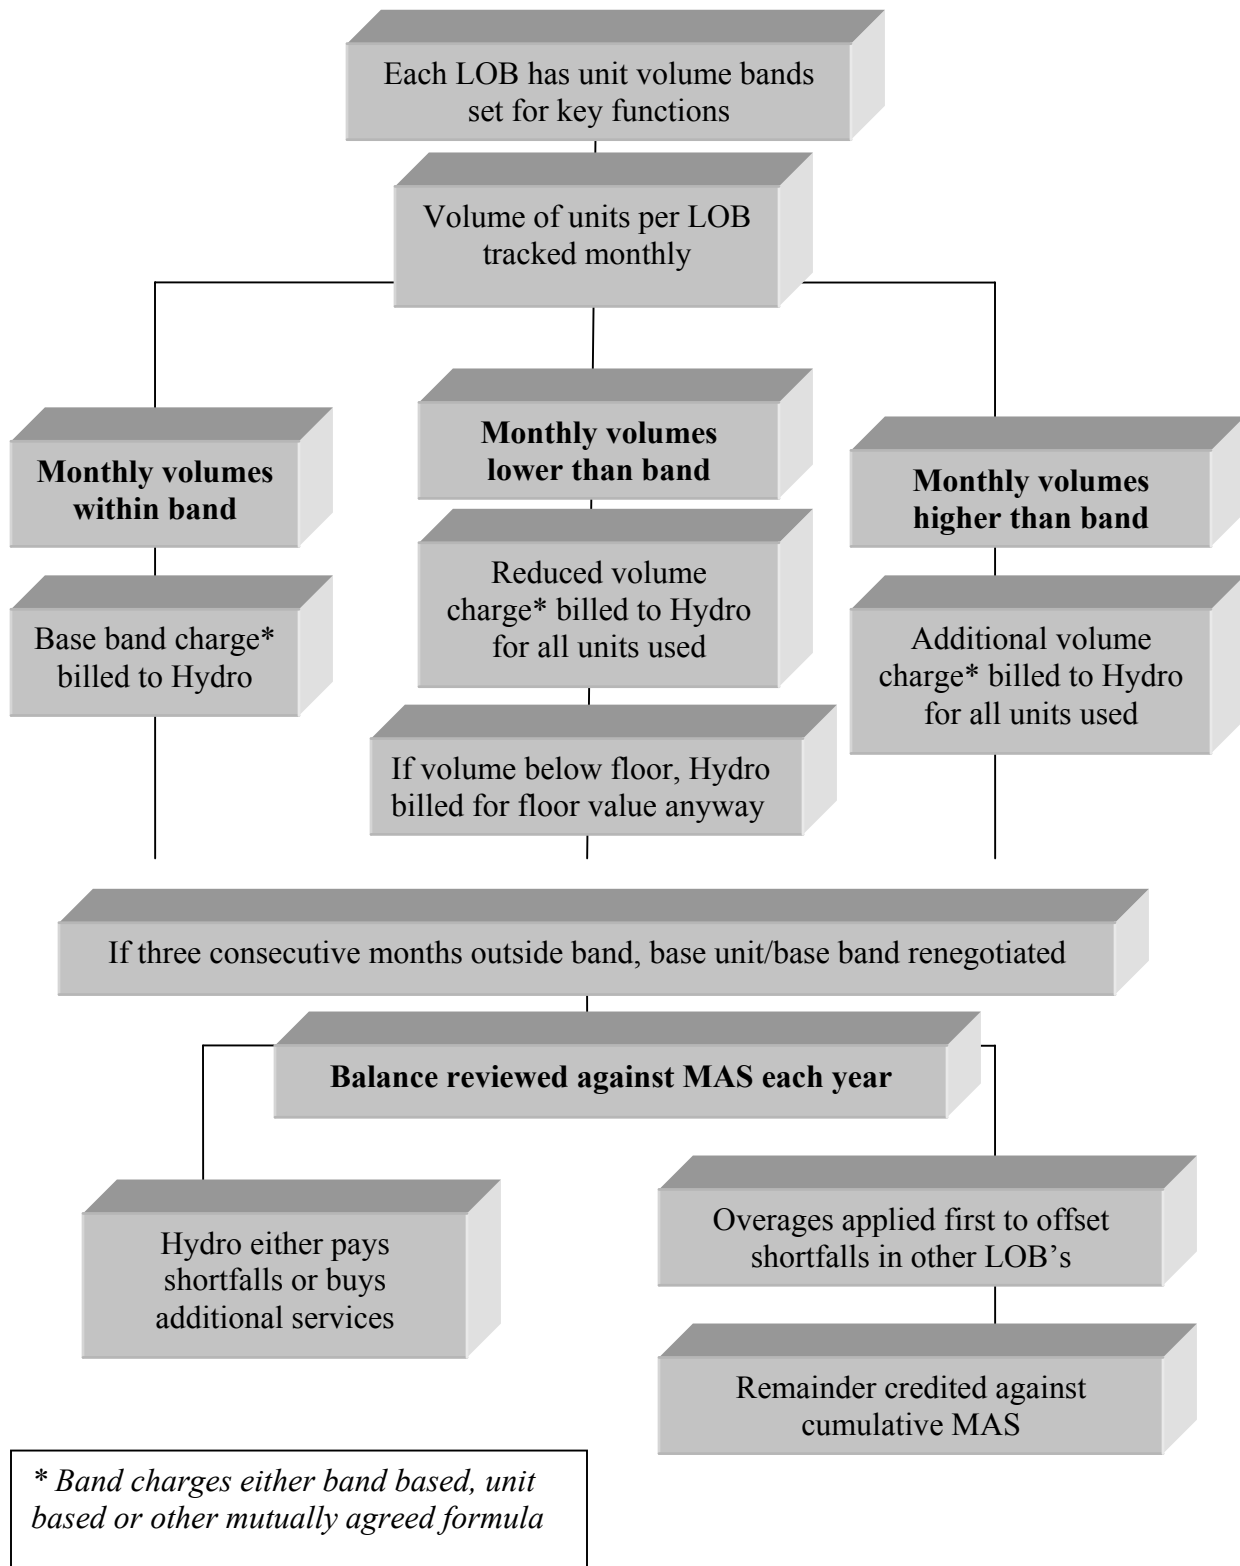 Each LOB has unit volume bands
set for key functions
Volume of units per LOB
tracked monthly
Monthly volumes
within band
Base band charge*
billed to Hydro
Monthly volumes
lower than band
Reduced volume
charge* billed to Hydro
for all units used
If volume below floor, Hydro
billed for floor value anyway
Monthly volumes
higher than band
Additional volume
charge* billed to Hydro
for all units used
If three consecutive months outside band, base unit/base band renegotiated
Balance reviewed against MAS each year
Hydro either pays
shortfalls or buys
additional services
Overages applied first to offset
shortfalls in other LOB’s
Remainder credited against
cumulative MAS
* Band charges either band based, unit
based or other mutually agreed formula